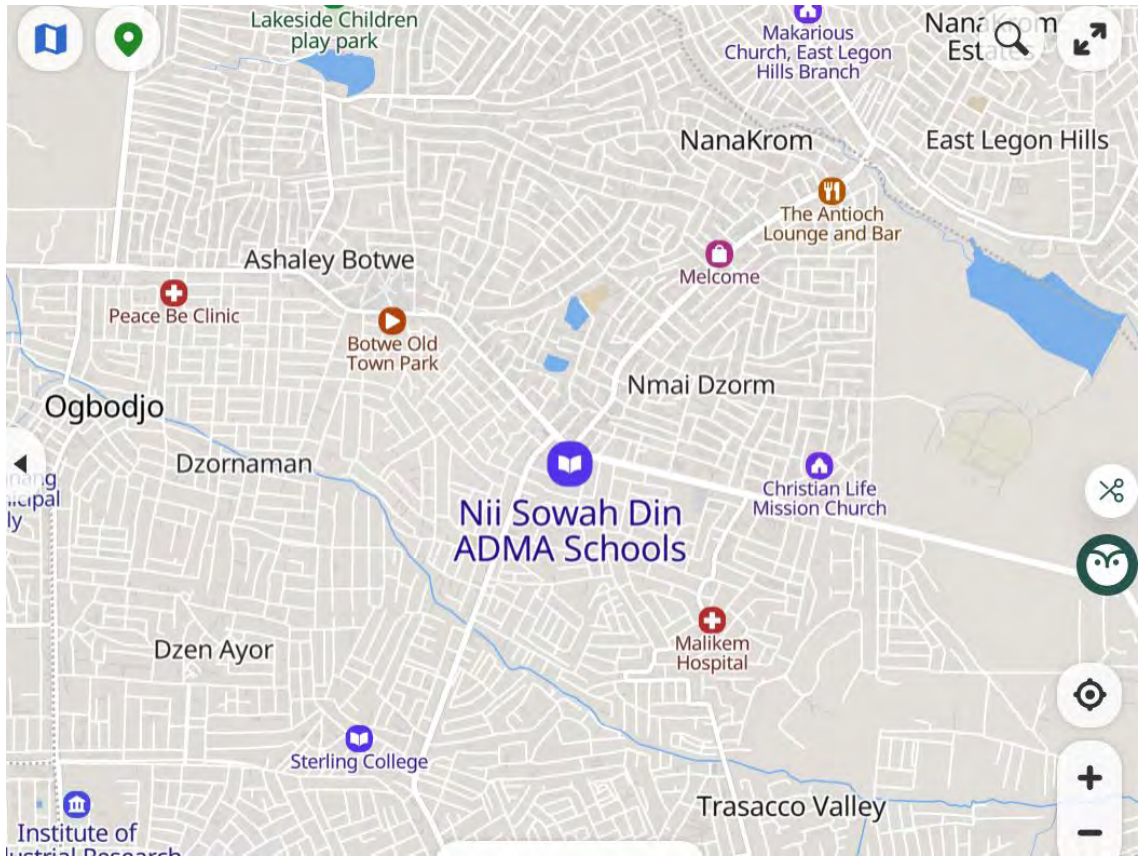 Lakeside Children
play park
Makarious
Church, East Legon
Hills Branch
NanaKrom
East Legon Hills
The Antioch
Lounge and Bar
Melcome
Ashaley Botwe
Peace Be Clinic
Botwe Old
Town Park
Nmai Dzorm
Ogbodjo
Dzornaman
Christian Life
Mission Church
Nii Sowah Din
ADMA Schools
Malikem
Hospital
Dzen Ayor
Sterling College
Trasacco Valley
Institute of